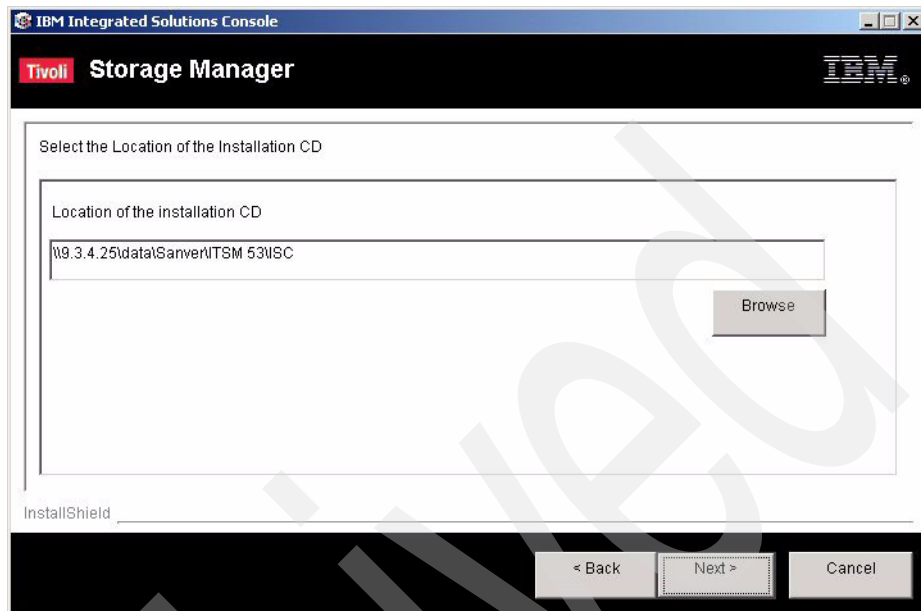 IBM Integrated Solutions Console
Tivoli Storage Manager
IBM®
Select the Location of the Installation CD
Location of the installation CD
\\9.3.4.25\data\Sanver\ITSM 53\ISC
Browse
InstallShield
< Back Next > Cancel
ived